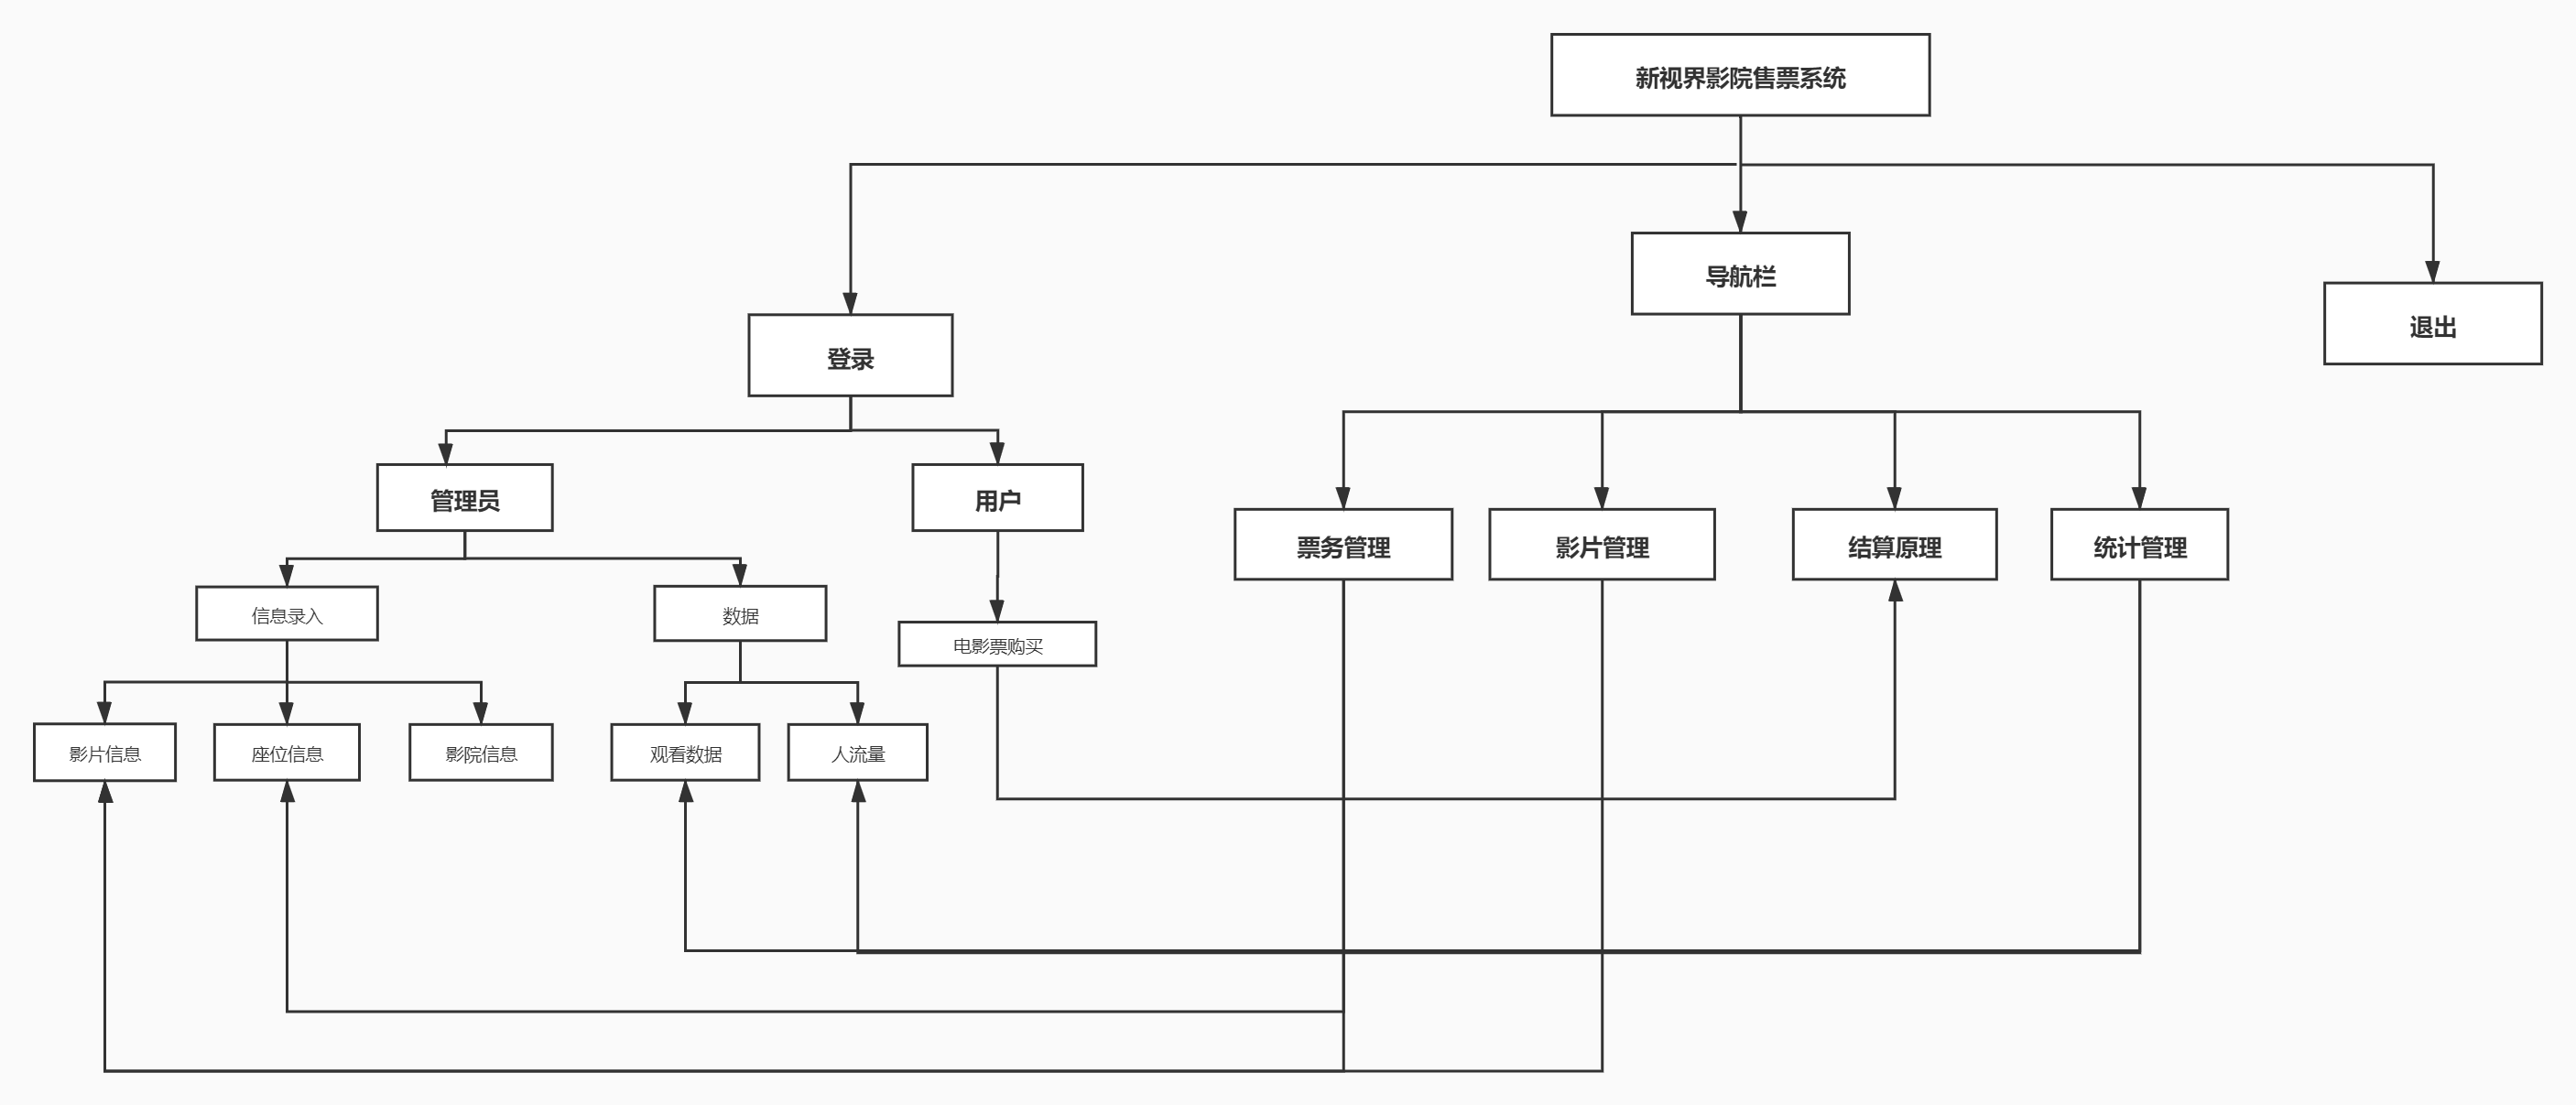 新视界影院售票系统
导航栏
退出
登录
管理员
用户
票务管理
影片管理
结算原理
统计管理
信息录入
数据
电影票购买
影片信息
座位信息
影院信息
观看数据
人流量